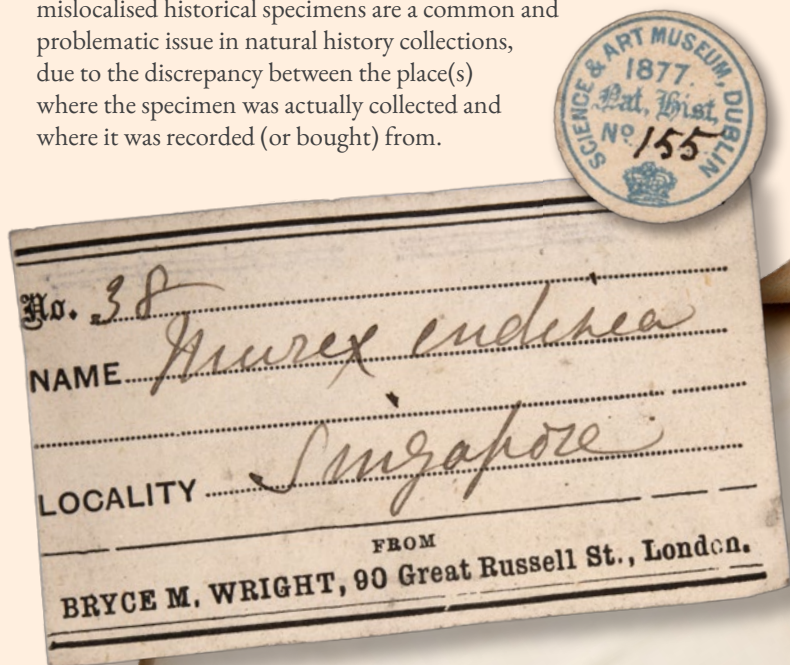 mislocalised historical specimens are a common and
problematic issue in natural history collections,
due to the discrepancy between the place(s)
where the specimen was actually collected and
where it was recorded (or bought) from.
SCIENCE & ART MUSEUM, DUBLIN
1877.
Nat. Hist.
No 155
No. 38
NAME Murex endivea
LOCALITY Singapore
FROM
BRYCE M. WRIGHT, 90 Great Russell St., London.